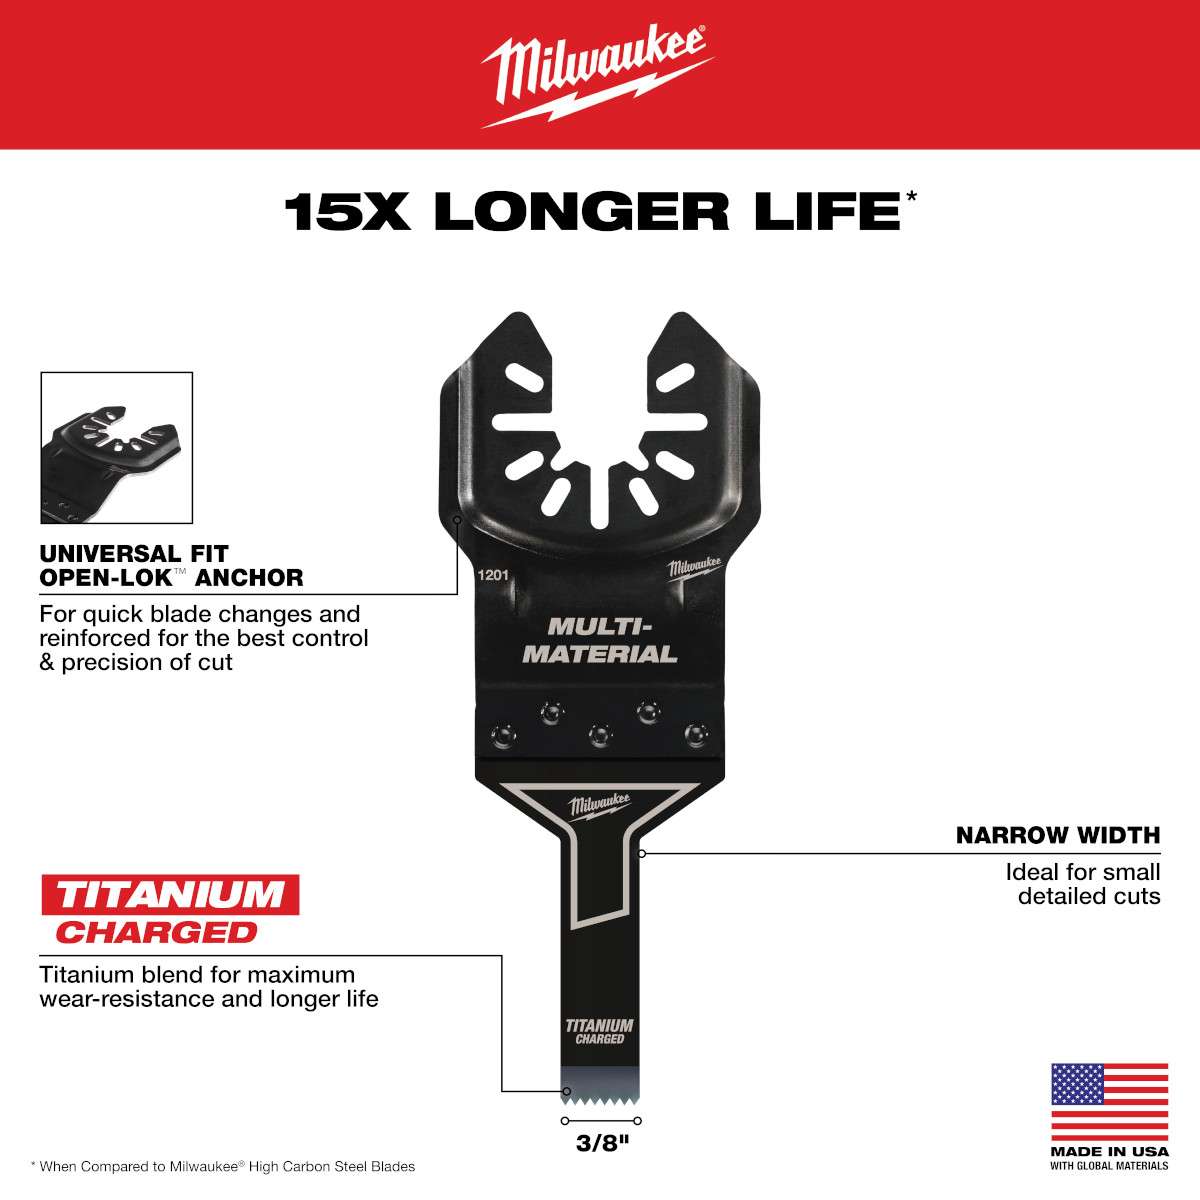 Milwaukee®
15X LONGER LIFE*
UNIVERSAL FIT
OPEN-LOK™ ANCHOR
For quick blade changes and
reinforced for the best control
& precision of cut
1201
Milwaukee
MULTI-
MATERIAL
Milwaukee
NARROW WIDTH
Ideal for small
detailed cuts
TITANIUM
CHARGED
Titanium blend for maximum
wear-resistance and longer life
TITANIUM
CHARGED
3/8"
MADE IN USA
WITH GLOBAL MATERIALS
* When Compared to Milwaukee® High Carbon Steel Blades